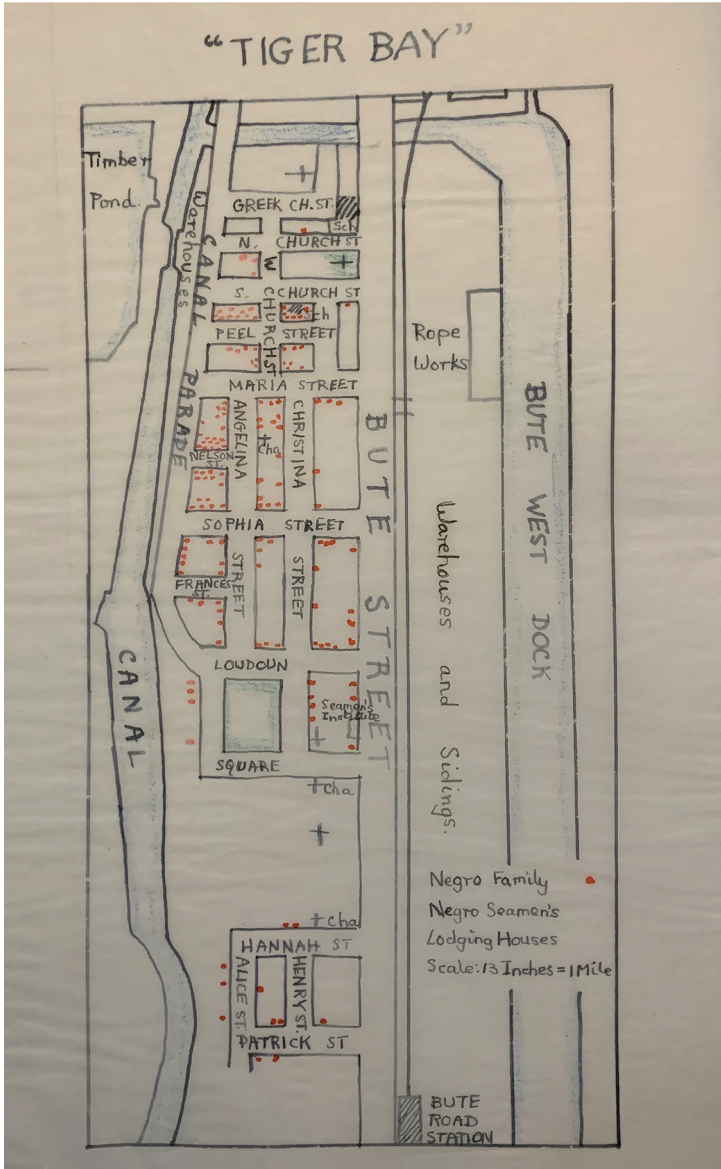 "TIGER BAY"
Timber
Pond.
Warehouses
CANAL
PARADE
GREEK CH. ST.
Sch
N. CHURCH ST
W
CHURCH ST
S. CHURCH ST
Sch
PEEL STREET
MARIA STREET
ANGELINA
STREET
CHRISTINA
STREET
Cha
NELSON
ST.
SOPHIA STREET
FRANCES
ST.
LOUDOUN
SQUARE
Seamen's
Institute
Cha
Cha
HANNAH ST
ALICE ST.
HENRY ST.
PATRICK ST
CANAL
BUTE STREET
Rope
Works
Warehouses and Sidings.
BUTE WEST DOCK
Negro Family
Negro Seamen's
Lodging Houses
Scale: 13 Inches = 1 Mile
BUTE
ROAD
STATION